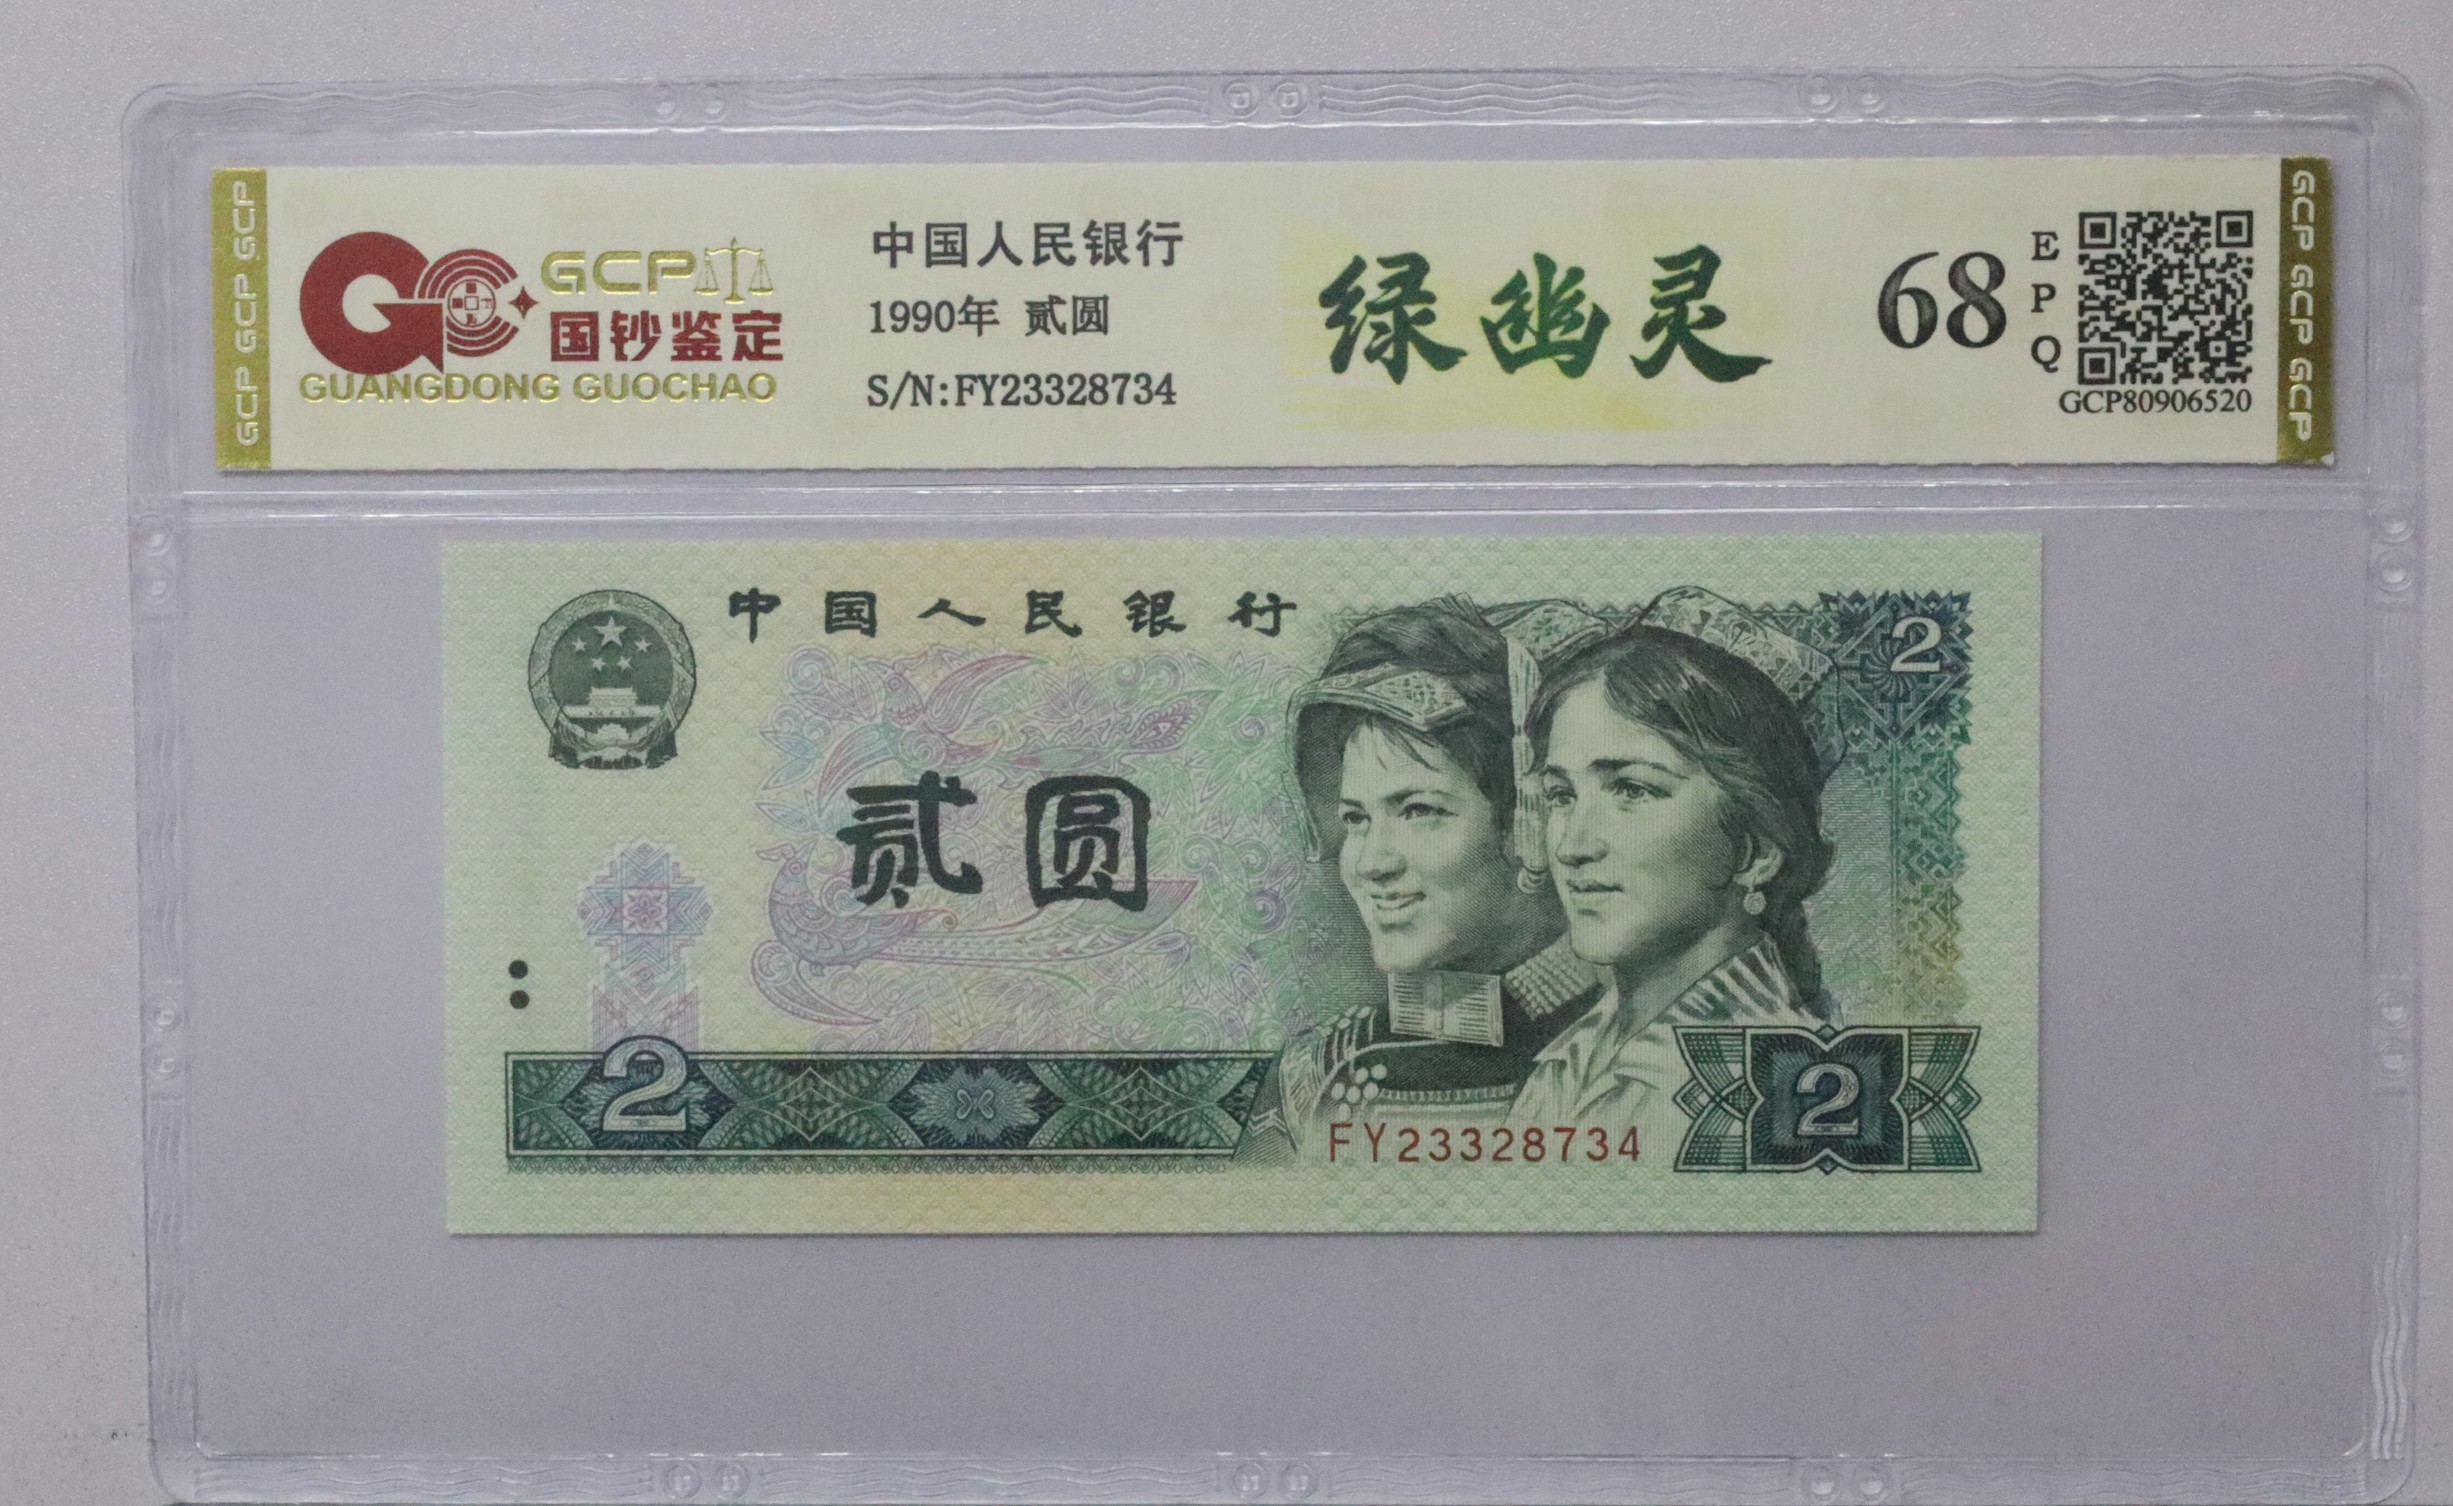 GCP GCP GCP
GCP
国钞鉴定
GUANGDONG GUOCHAO
中国人民银行
1990年 贰圆
S/N:FY23328734
绿幽灵
68
E
P
Q
GCP80906520
GCP GCP GCP
中国人民银行
2
贰圆
2
FY23328734
2